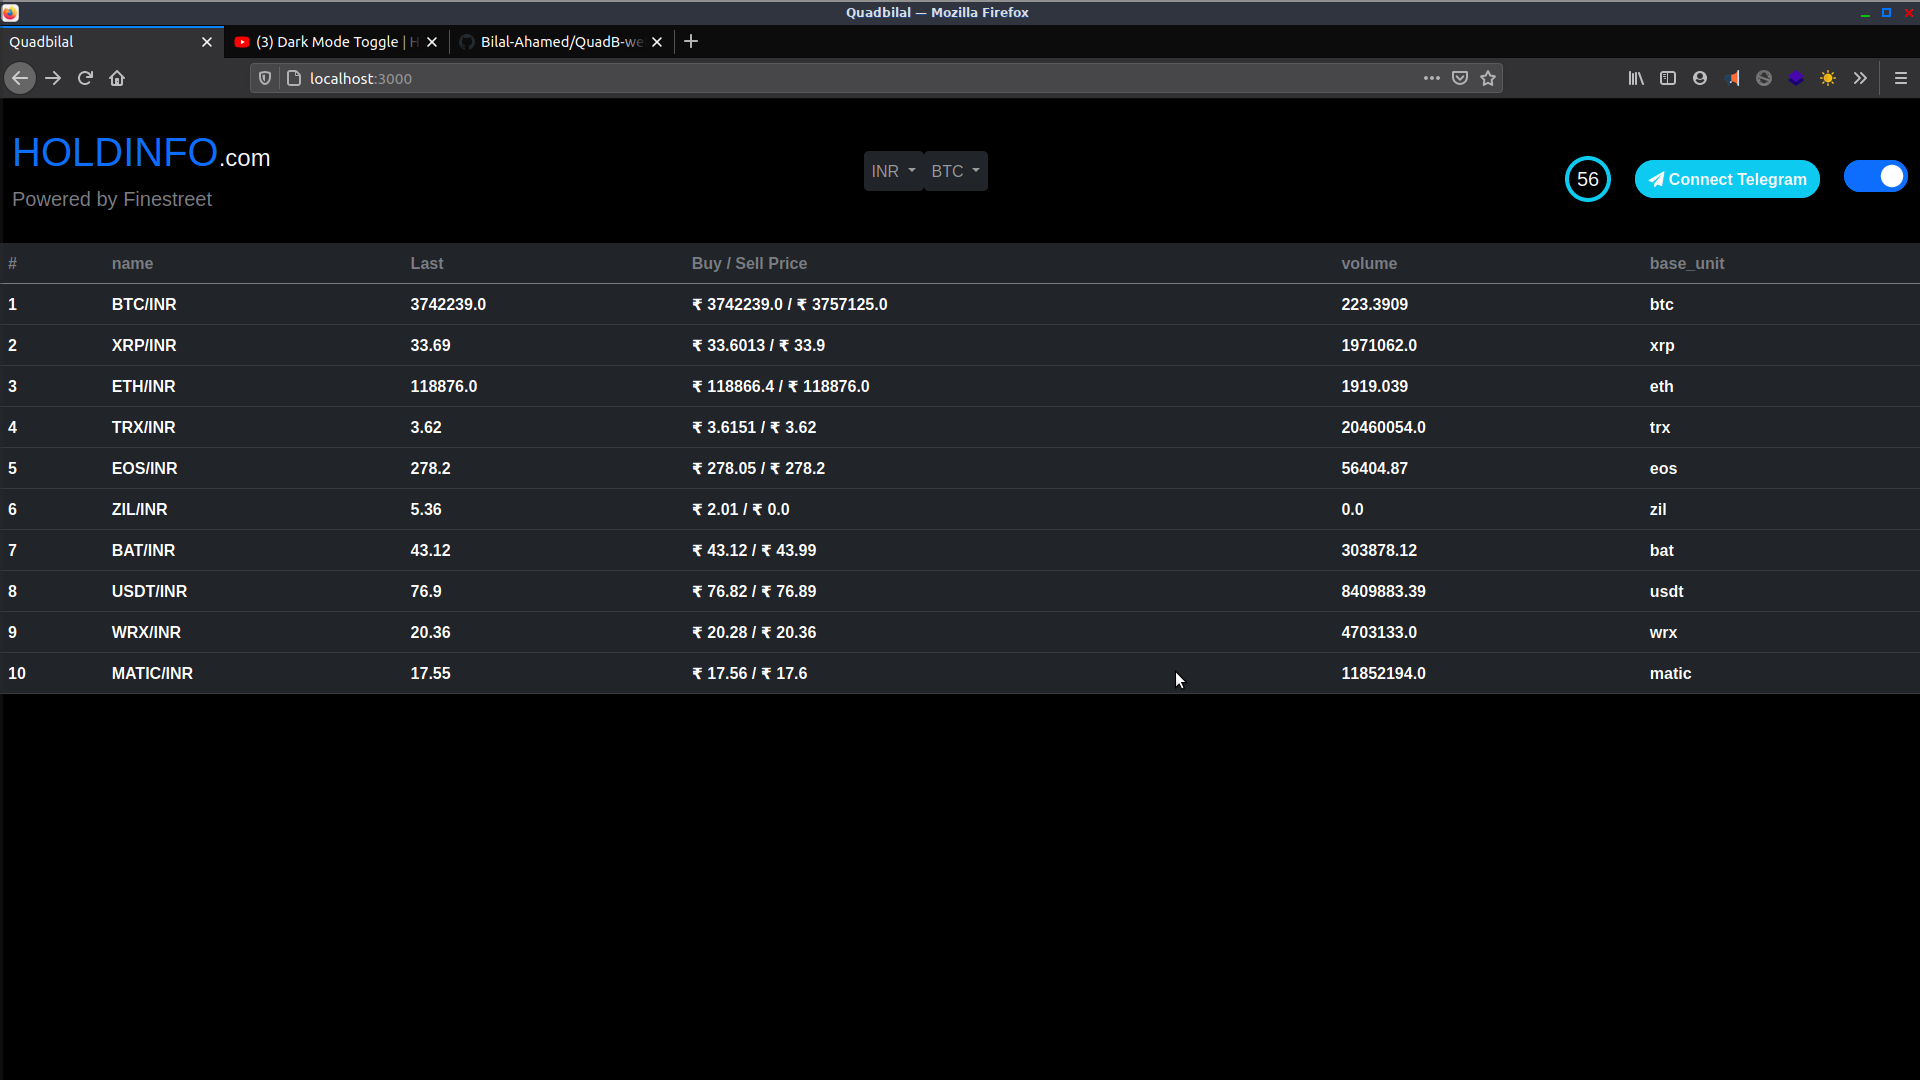 Quadbilal — Mozilla Firefox
Quadbilal
(3) Dark Mode Toggle | H
Bilal-Ahamed/QuadB-we
localhost:3000
HOLDINFO.com
Powered by Finestreet
INR BTC
56
Connect Telegram
# name Last Buy / Sell Price volume base_unit
1 BTC/INR 3742239.0 ₹ 3742239.0 / ₹ 3757125.0 223.3909 btc
2 XRP/INR 33.69 ₹ 33.6013 / ₹ 33.9 1971062.0 xrp
3 ETH/INR 118876.0 ₹ 118866.4 / ₹ 118876.0 1919.039 eth
4 TRX/INR 3.62 ₹ 3.6151 / ₹ 3.62 20460054.0 trx
5 EOS/INR 278.2 ₹ 278.05 / ₹ 278.2 56404.87 eos
6 ZIL/INR 5.36 ₹ 2.01 / ₹ 0.0 0.0 zil
7 BAT/INR 43.12 ₹ 43.12 / ₹ 43.99 303878.12 bat
8 USDT/INR 76.9 ₹ 76.82 / ₹ 76.89 8409883.39 usdt
9 WRX/INR 20.36 ₹ 20.28 / ₹ 20.36 4703133.0 wrx
10 MATIC/INR 17.55 ₹ 17.56 / ₹ 17.6 11852194.0 matic